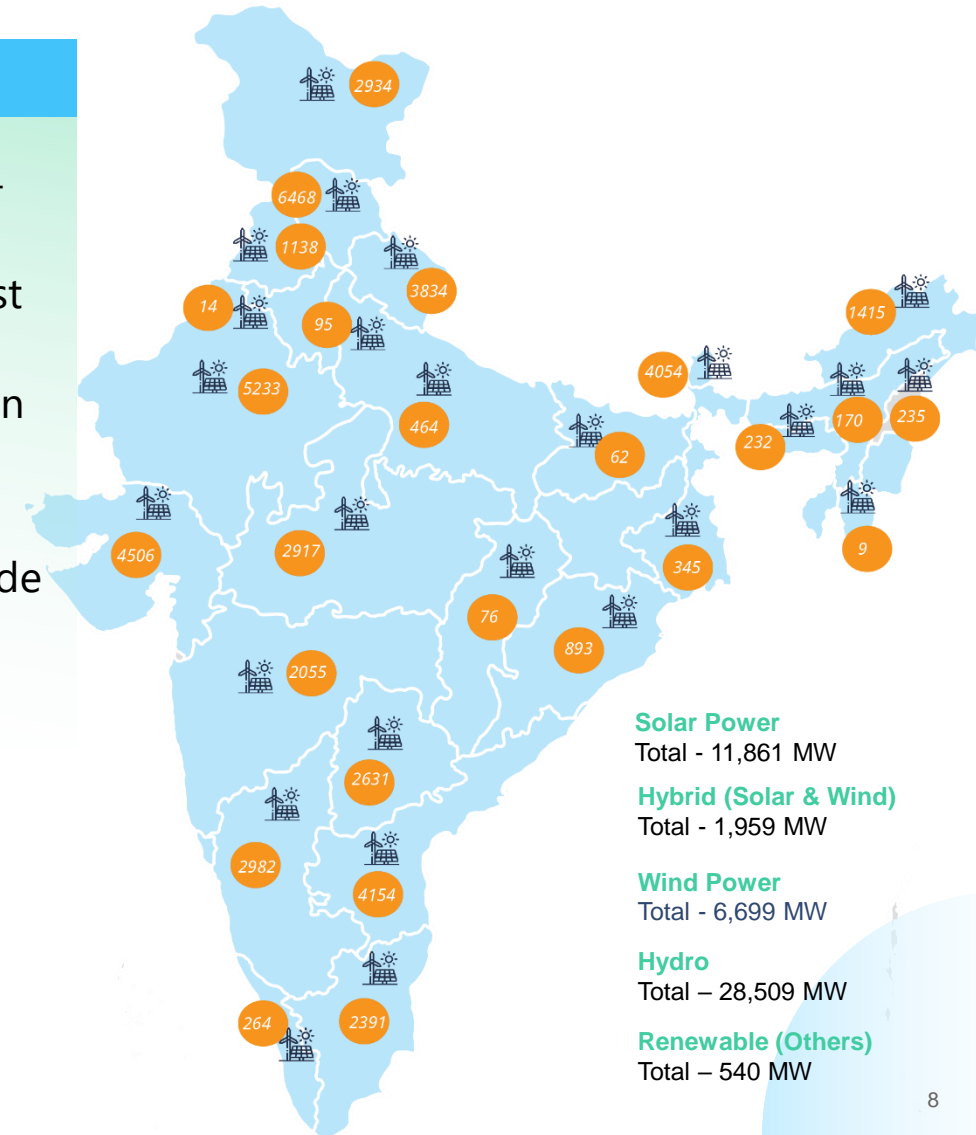 st
n
de
2934
6468
1138
3834
14
95
1415
5233
4054
464
170
235
232
62
4506
2917
345
9
76
893
2055
2631
2982
4154
264
2391
Solar Power
Total - 11,861 MW
Hybrid (Solar & Wind)
Total - 1,959 MW
Wind Power
Total - 6,699 MW
Hydro
Total – 28,509 MW
Renewable (Others)
Total – 540 MW
8